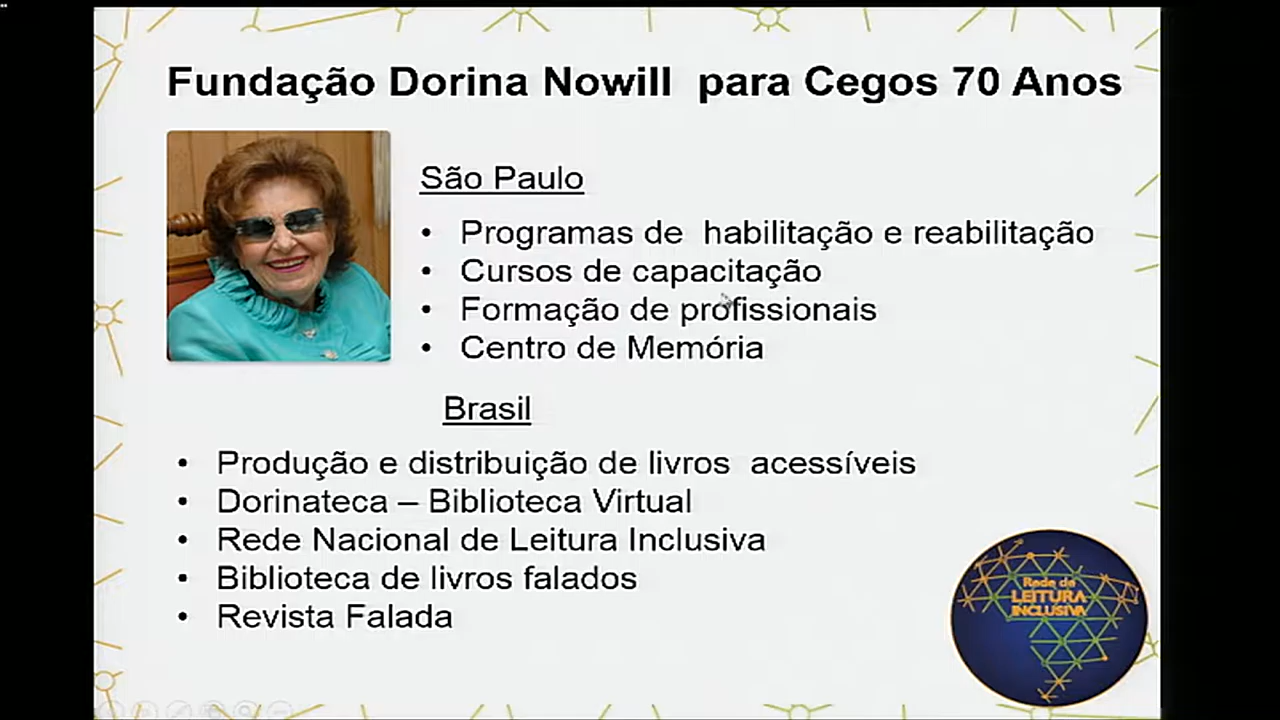 Fundação Dorina Nowill para Cegos 70 Anos
São Paulo
• Programas de habilitação e reabilitação
• Cursos de capacitação
• Formação de profissionais
• Centro de Memória
Brasil
• Produção e distribuição de livros acessíveis
• Dorinateca – Biblioteca Virtual
• Rede Nacional de Leitura Inclusiva
• Biblioteca de livros falados
• Revista Falada
Rede de
LEITURA
INCLUSIVA